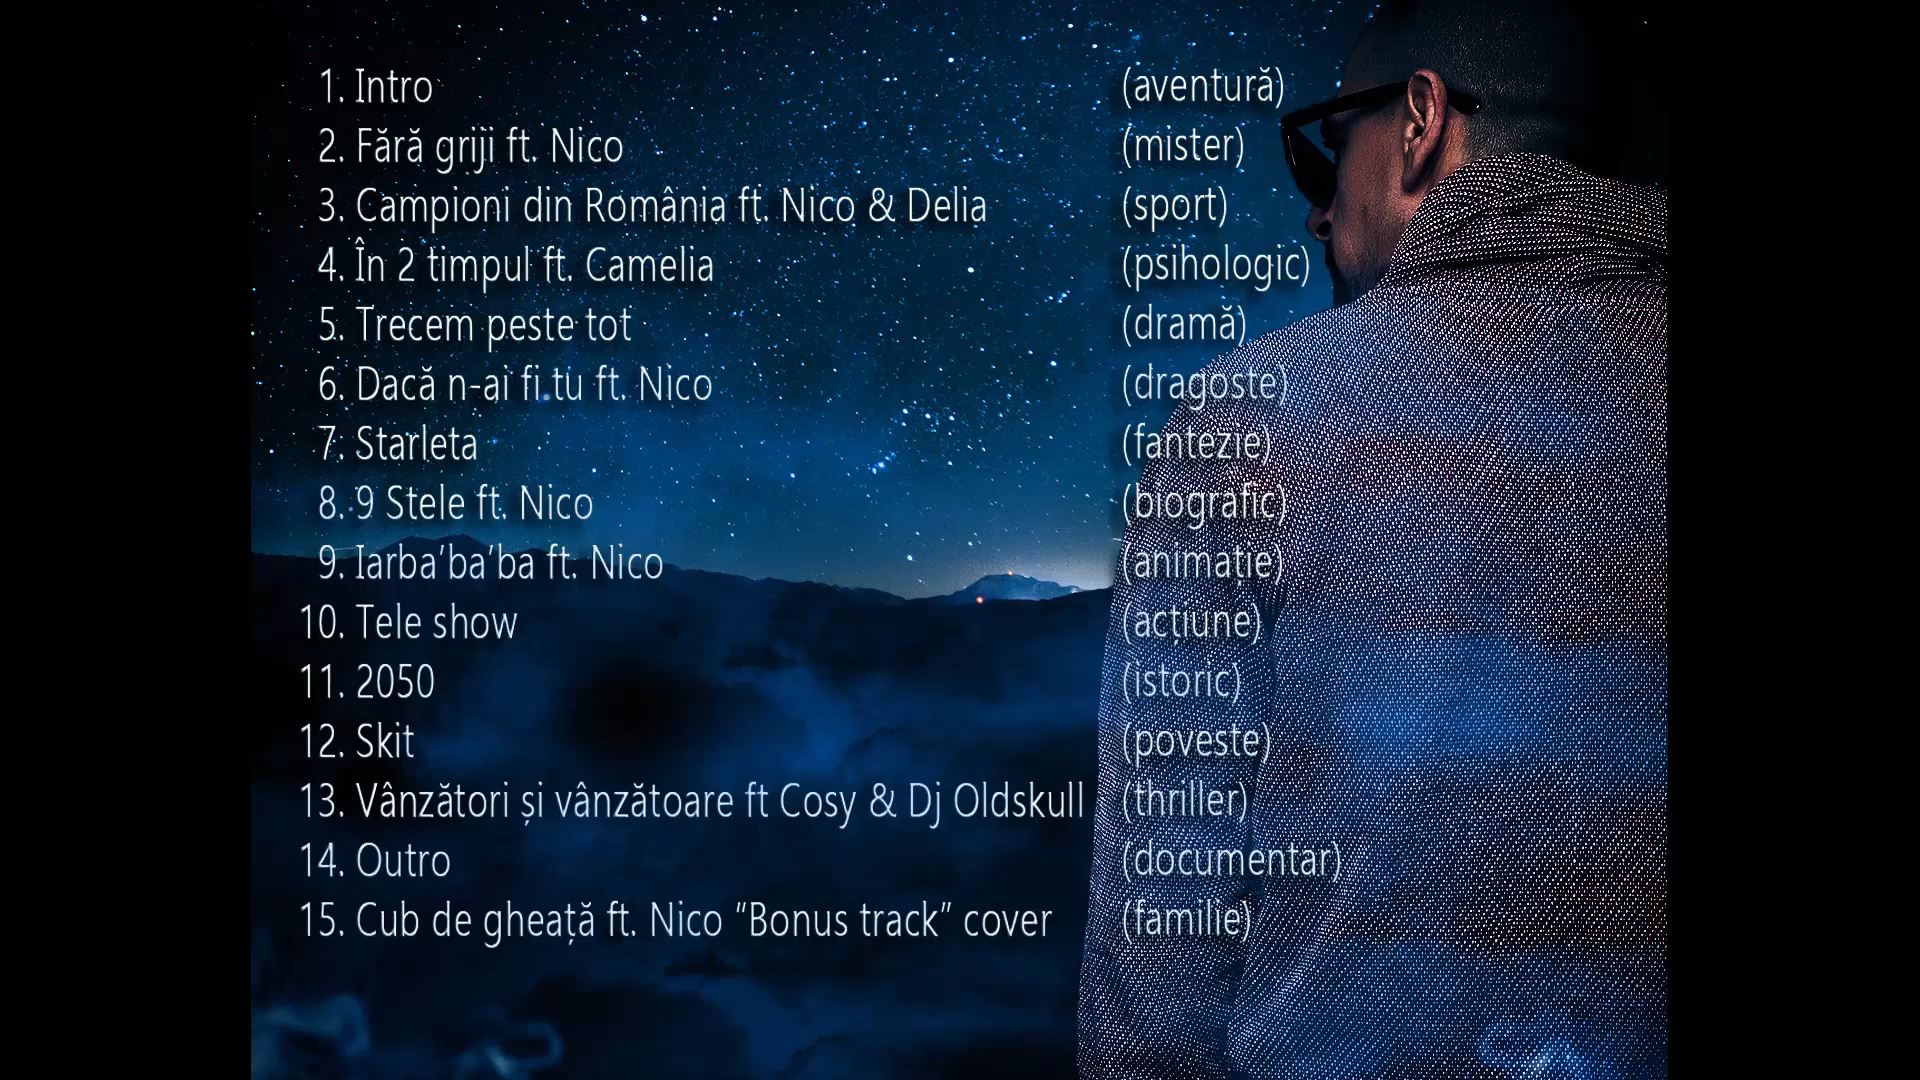 1. Intro (aventură)
2. Fără griji ft. Nico (mister)
3. Campioni din România ft. Nico & Delia (sport)
4. În 2 timpul ft. Camelia (psihologic)
5. Trecem peste tot (dramă)
6. Dacă n-ai fi tu ft. Nico (dragoste)
7. Starleta (fantezie)
8. 9 Stele ft. Nico (biografic)
9. Iarba’ba’ba ft. Nico (animație)
10. Tele show (acțiune)
11. 2050 (istoric)
12. Skit (poveste)
13. Vânzători și vânzătoare ft Cosy & Dj Oldskull (thriller)
14. Outro (documentar)
15. Cub de gheață ft. Nico “Bonus track” cover (familie)